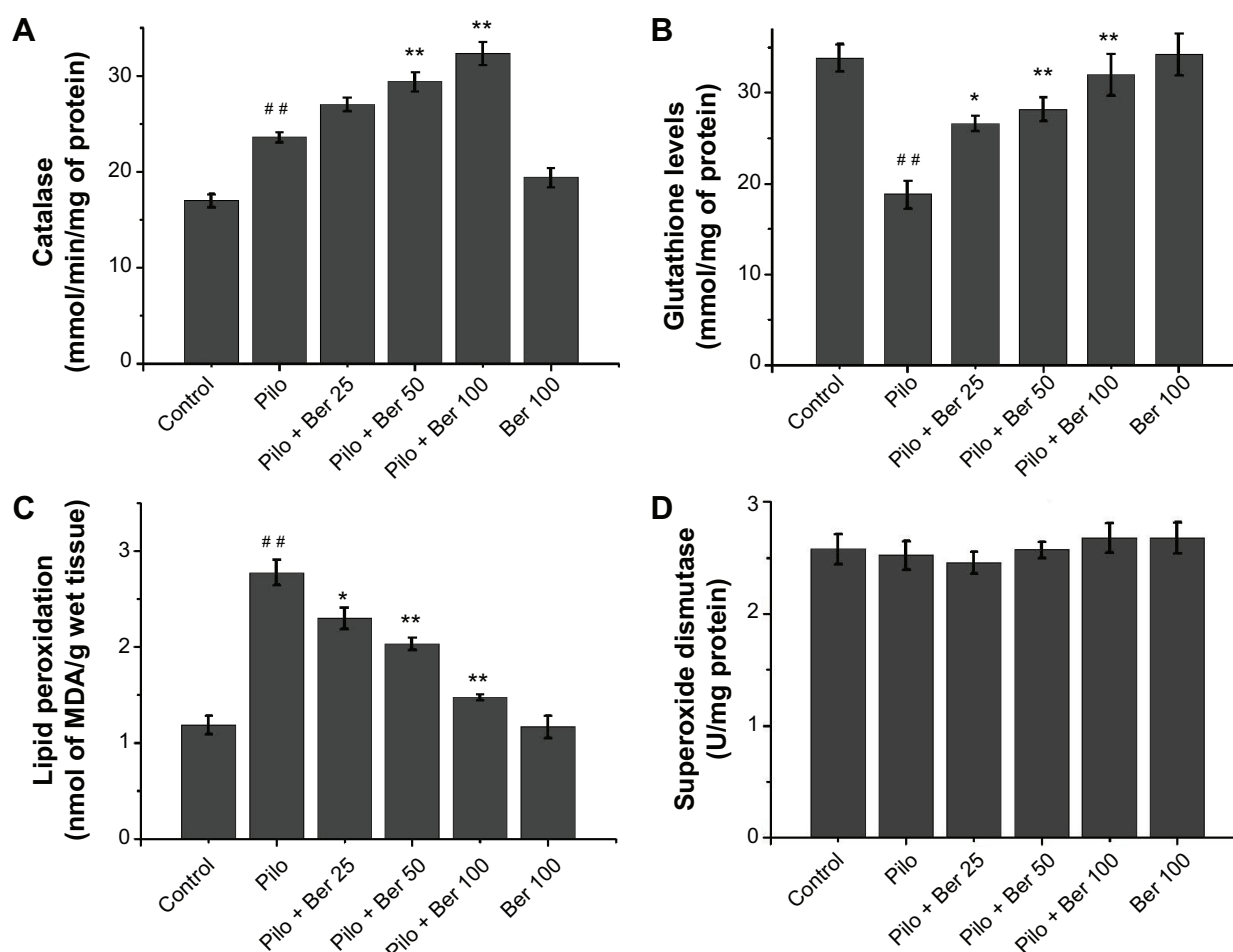 A
Catalase
(mmol/min/mg of protein)
30
20
10
0
# #
**
**
Control
Pilo
Pilo + Ber 25
Pilo + Ber 50
Pilo + Ber 100
Ber 100
B
Glutathione levels
(mmol/mg of protein)
30
20
10
0
# #
*
**
**
Control
Pilo
Pilo + Ber 25
Pilo + Ber 50
Pilo + Ber 100
Ber 100
C
Lipid peroxidation
(nmol of MDA/g wet tissue)
3
2
1
0
# #
*
**
**
Control
Pilo
Pilo + Ber 25
Pilo + Ber 50
Pilo + Ber 100
Ber 100
D
Superoxide dismutase
(U/mg protein)
3
2
1
0
Control
Pilo
Pilo + Ber 25
Pilo + Ber 50
Pilo + Ber 100
Ber 100